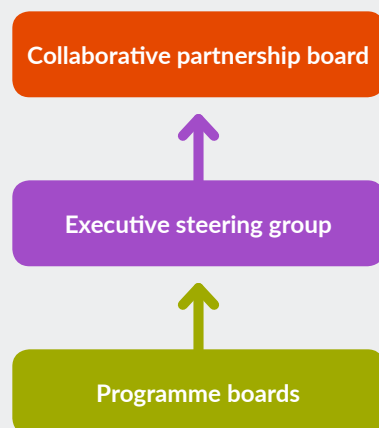 Collaborative partnership board
Executive steering group
Programme boards